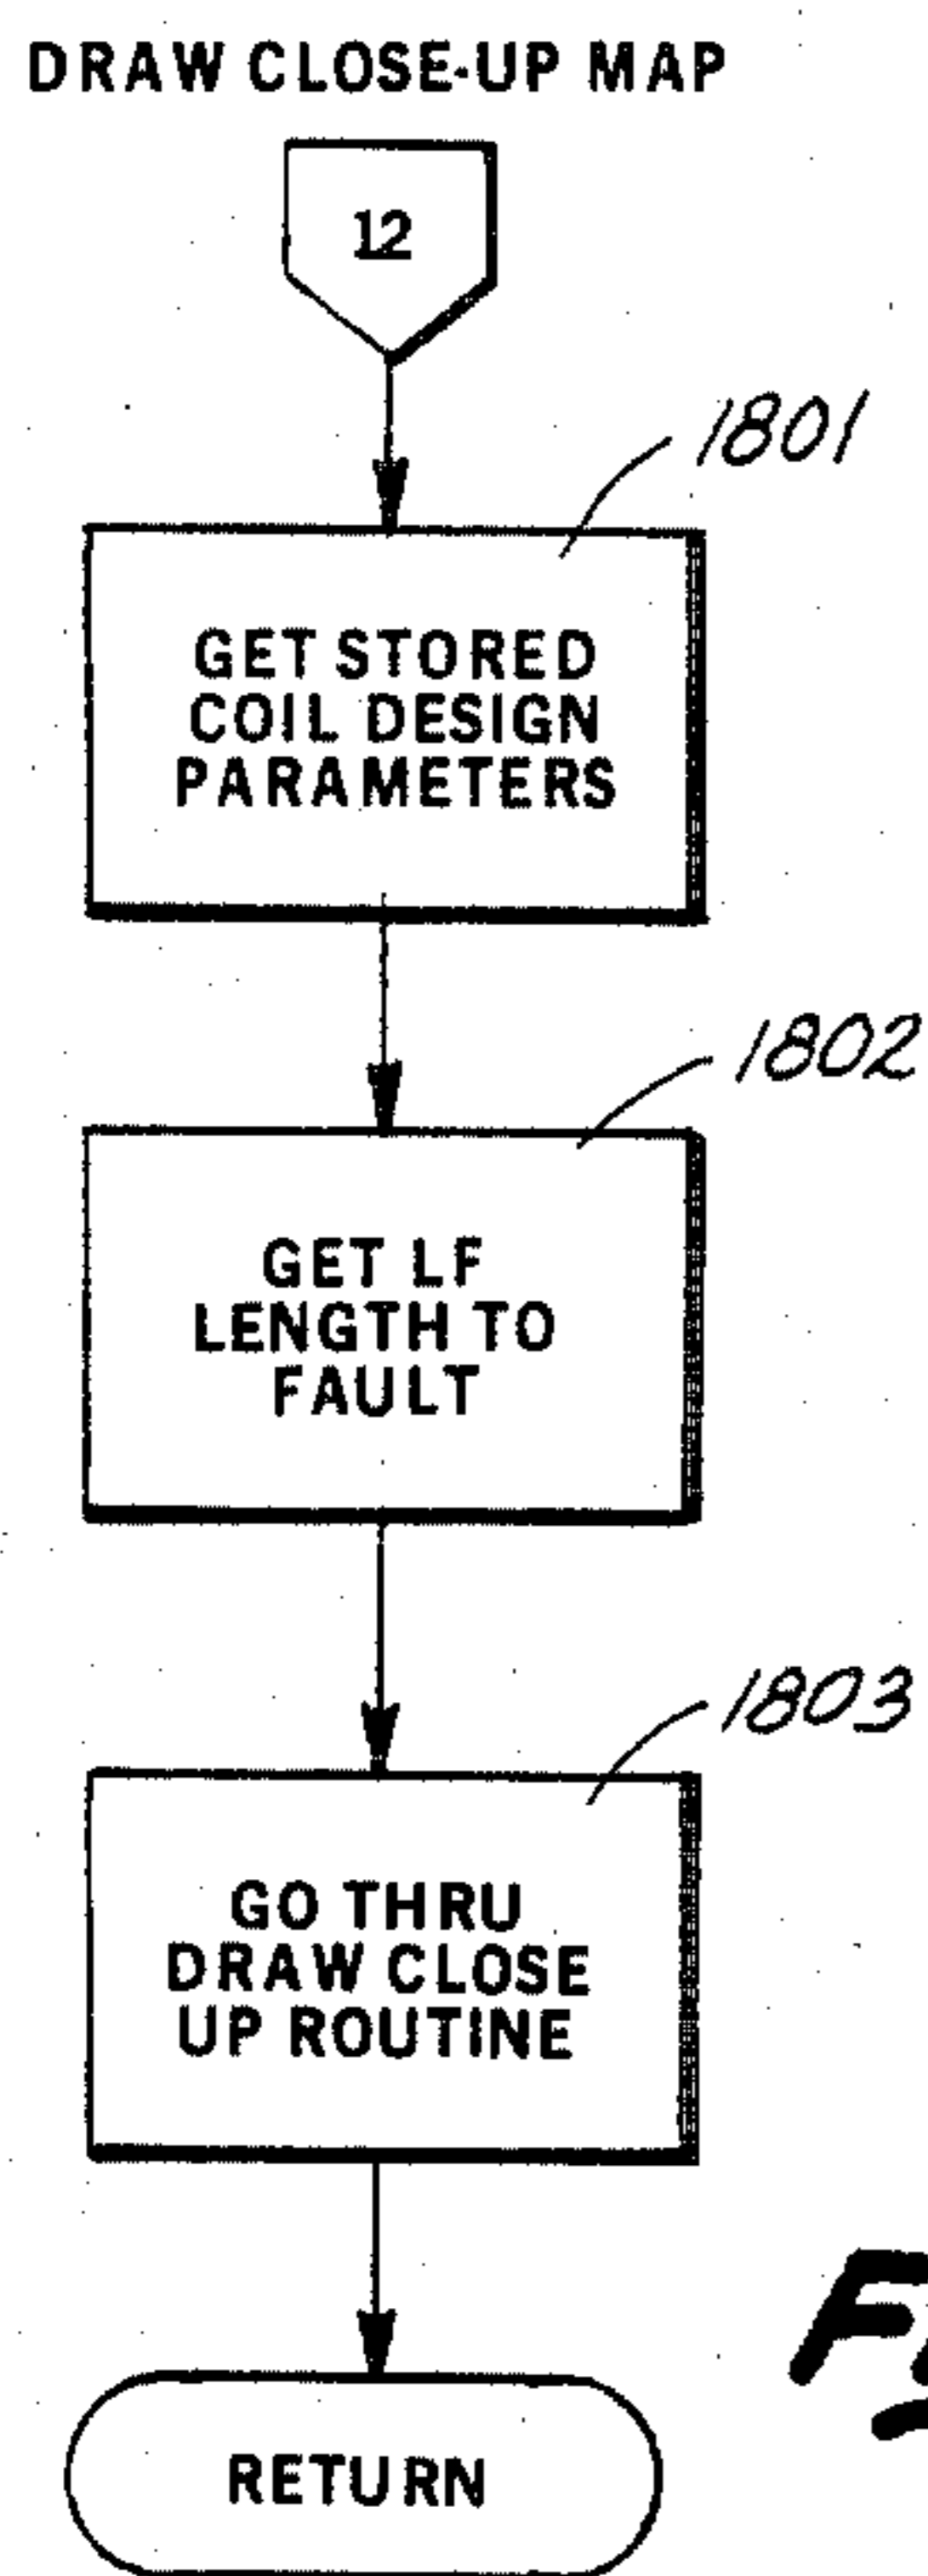 DRAW CLOSE-UP MAP
12
1801
GET STORED
COIL DESIGN
PARAMETERS
1802
GET LF
LENGTH TO
FAULT
1803
GO THRU
DRAW CLOSE
UP ROUTINE
RETURN